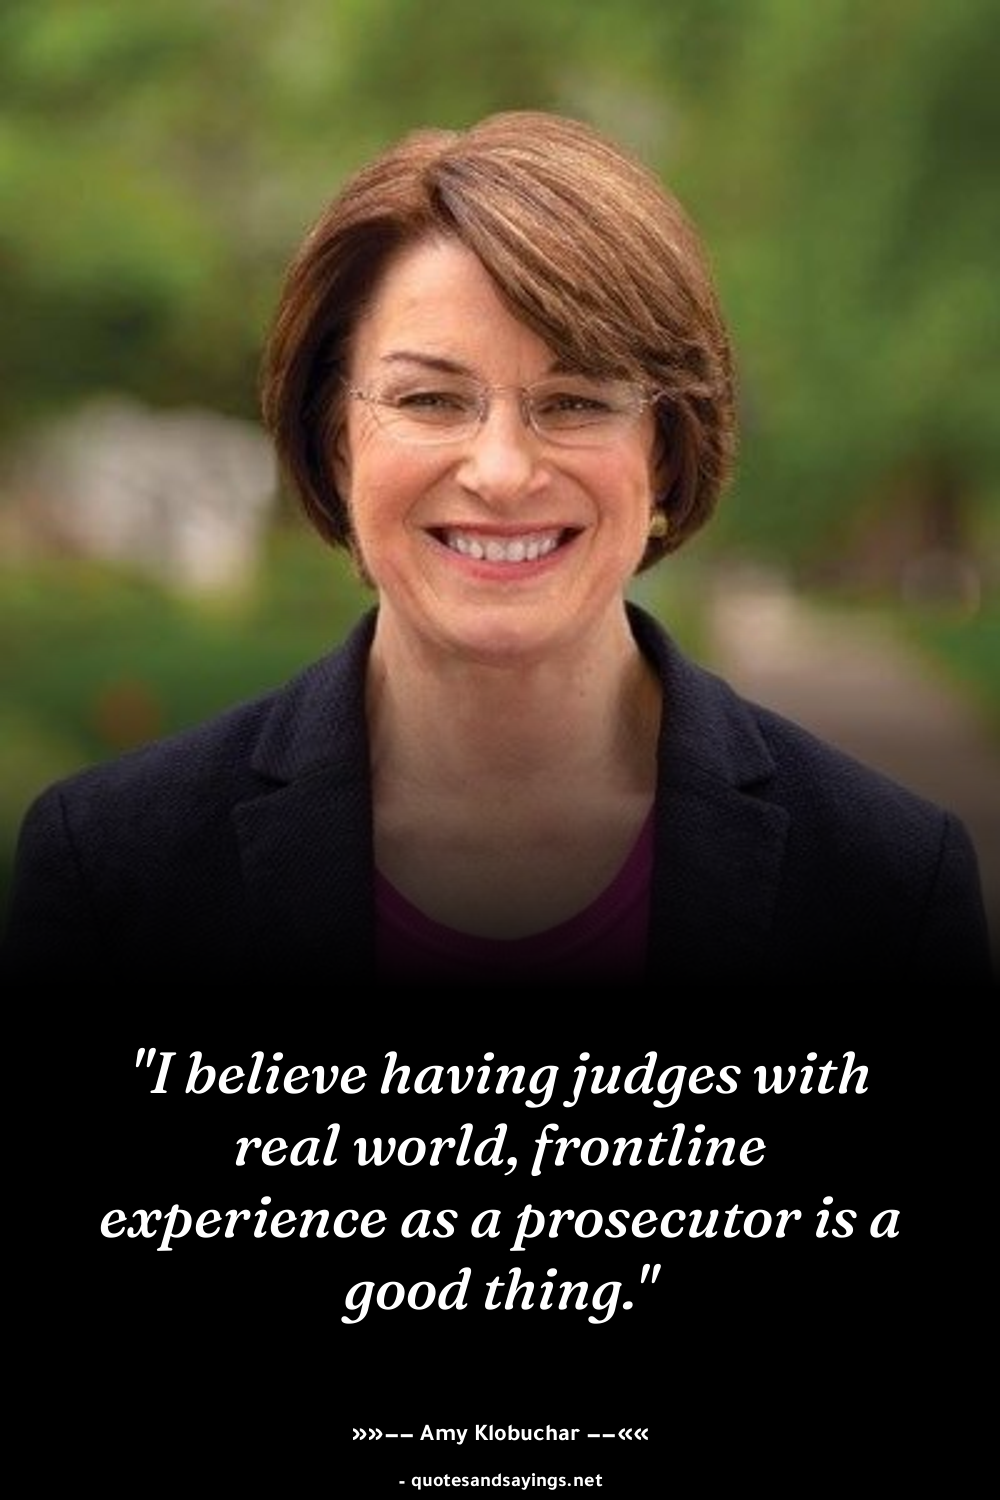 "I believe having judges with
real world, frontline
experience as a prosecutor is a
good thing."
»»–– Amy Klobuchar ––««
- quotesandsayings.net